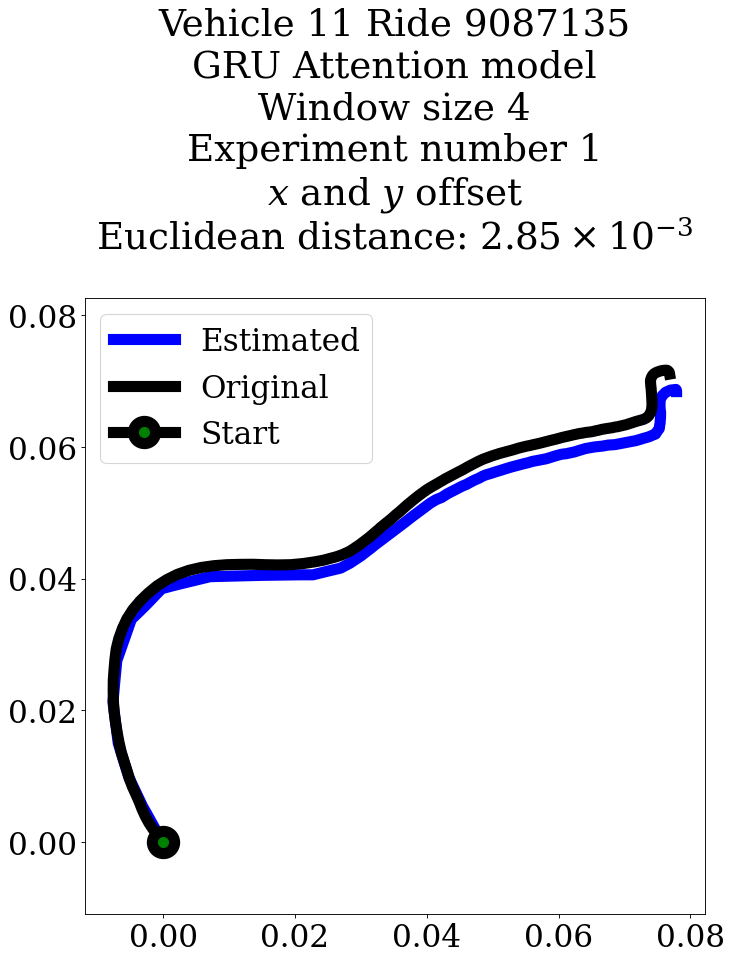 Vehicle 11 Ride 9087135
GRU Attention model
Window size 4
Experiment number 1
x and y offset
Euclidean distance: 2.85 × 10⁻³
Estimated
Original
Start
0.08
0.06
0.04
0.02
0.00
0.00 0.02 0.04 0.06 0.08